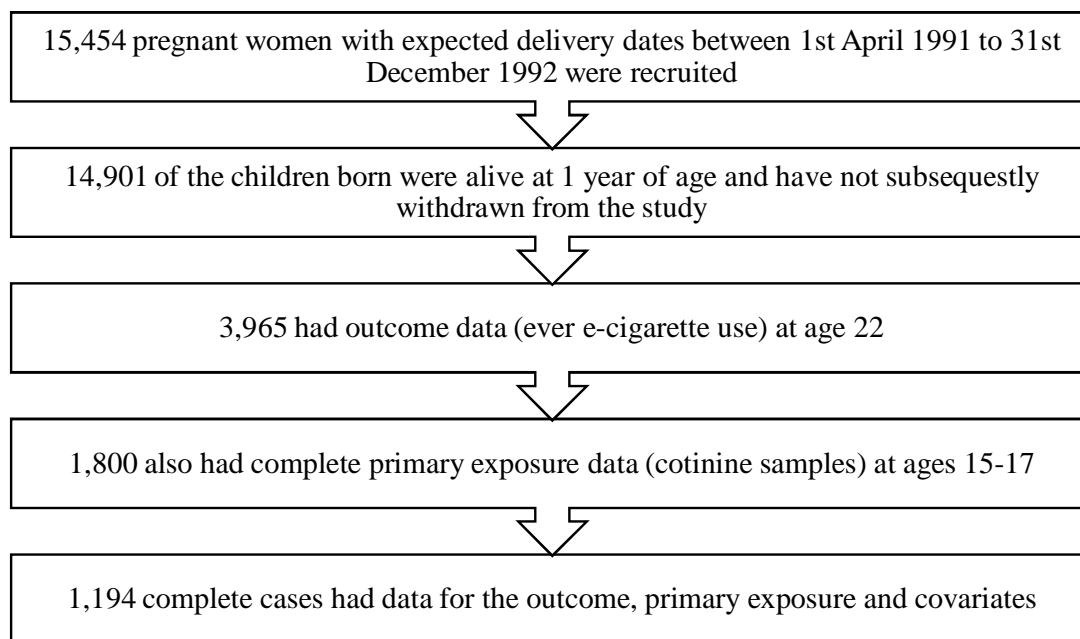 15,454 pregnant women with expected delivery dates between 1st April 1991 to 31st
December 1992 were recruited
14,901 of the children born were alive at 1 year of age and have not subsequstly
withdrawn from the study
3,965 had outcome data (ever e-cigarette use) at age 22
1,800 also had complete primary exposure data (cotinine samples) at ages 15-17
1,194 complete cases had data for the outcome, primary exposure and covariates